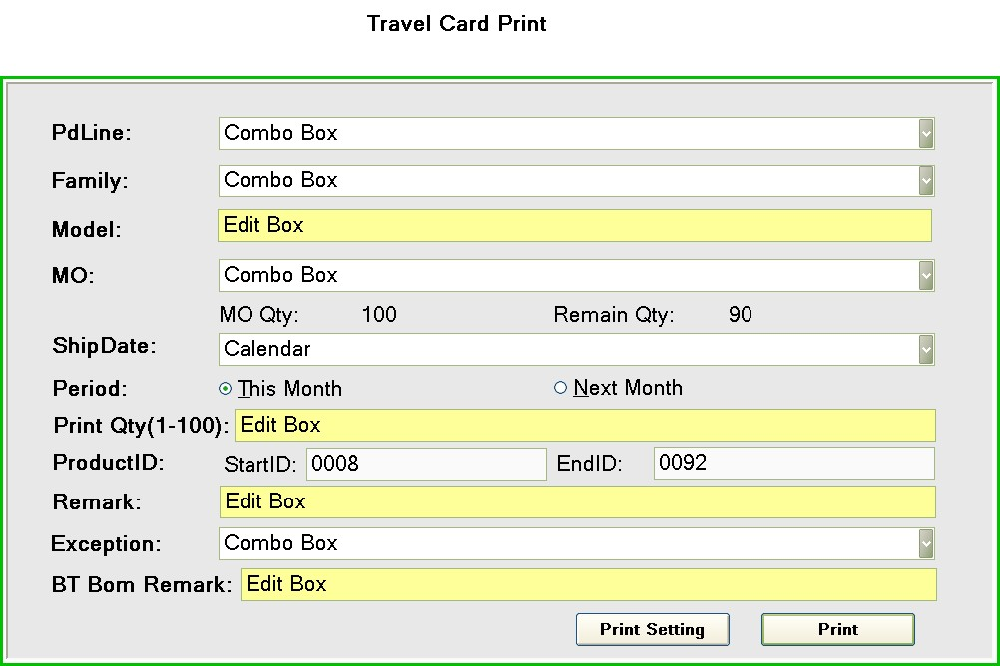 Travel Card Print
PdLine: Combo Box
Family: Combo Box
Model: Edit Box
MO: Combo Box
MO Qty: 100 Remain Qty: 90
ShipDate: Calendar
Period: This Month Next Month
Print Qty(1-100): Edit Box
ProductID: StartID: 0008 EndID: 0092
Remark: Edit Box
Exception: Combo Box
BT Bom Remark: Edit Box
Print Setting Print